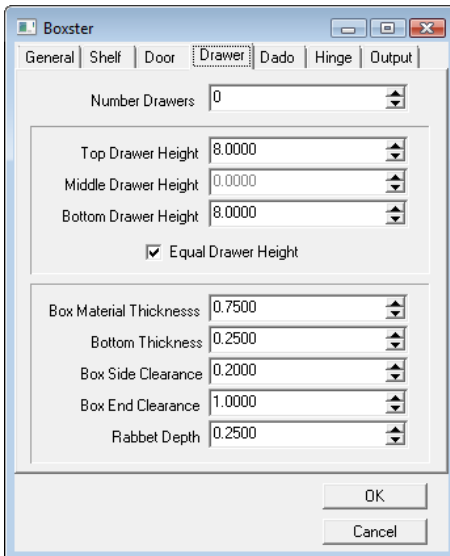 Boxster
General Shelf Door Drawer Dado Hinge Output
Number Drawers 0
Top Drawer Height 8.0000
Middle Drawer Height 0.0000
Bottom Drawer Height 8.0000
Equal Drawer Height
Box Material Thicknesss 0.7500
Bottom Thickness 0.2500
Box Side Clearance 0.2000
Box End Clearance 1.0000
Rabbet Depth 0.2500
OK
Cancel